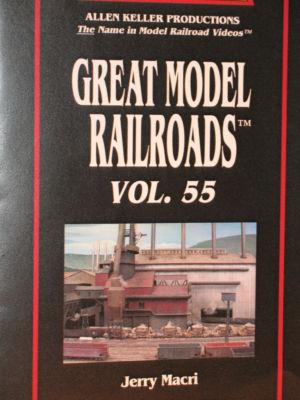 ALLEN KELLER PRODUCTIONS
The Name in Model Railroad Videos™
GREAT MODEL
RAILROADS™
VOL. 55
Jerry Macri